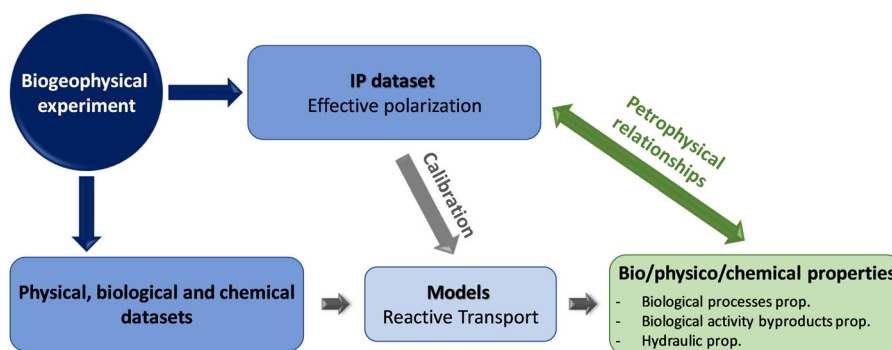 Biogeophysical
experiment
IP dataset
Effective polarization
Petrophysical
relationships
Calibration
Physical, biological and chemical
datasets
Models
Reactive Transport
Bio/physico/chemical properties
- Biological processes prop.
- Biological activity byproducts prop.
- Hydraulic prop.